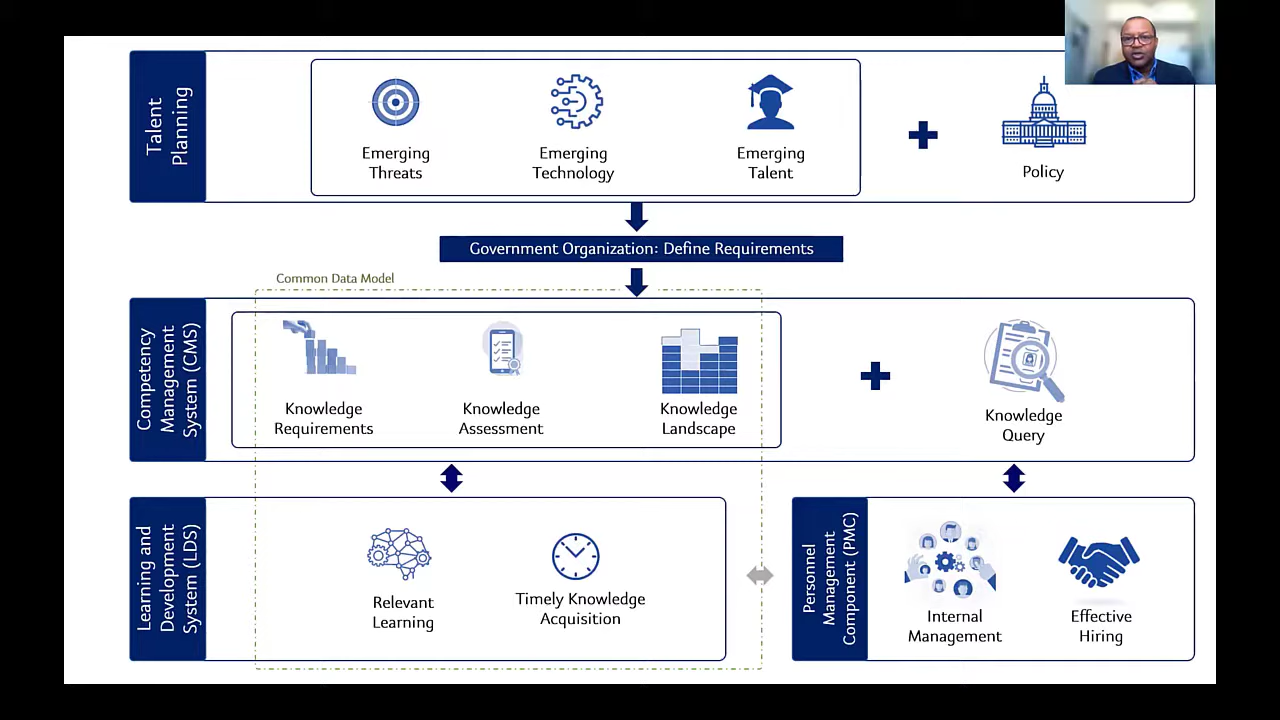 Talent
Planning
Emerging
Threats
Emerging
Technology
Emerging
Talent
Policy
Government Organization: Define Requirements
Common Data Model
Competency
Management
System (CMS)
Knowledge
Requirements
Knowledge
Assessment
Knowledge
Landscape
Knowledge
Query
Learning and
Development
System (LDS)
Relevant
Learning
Timely Knowledge
Acquisition
Personnel
Management
Component (PMC)
Internal
Management
Effective
Hiring